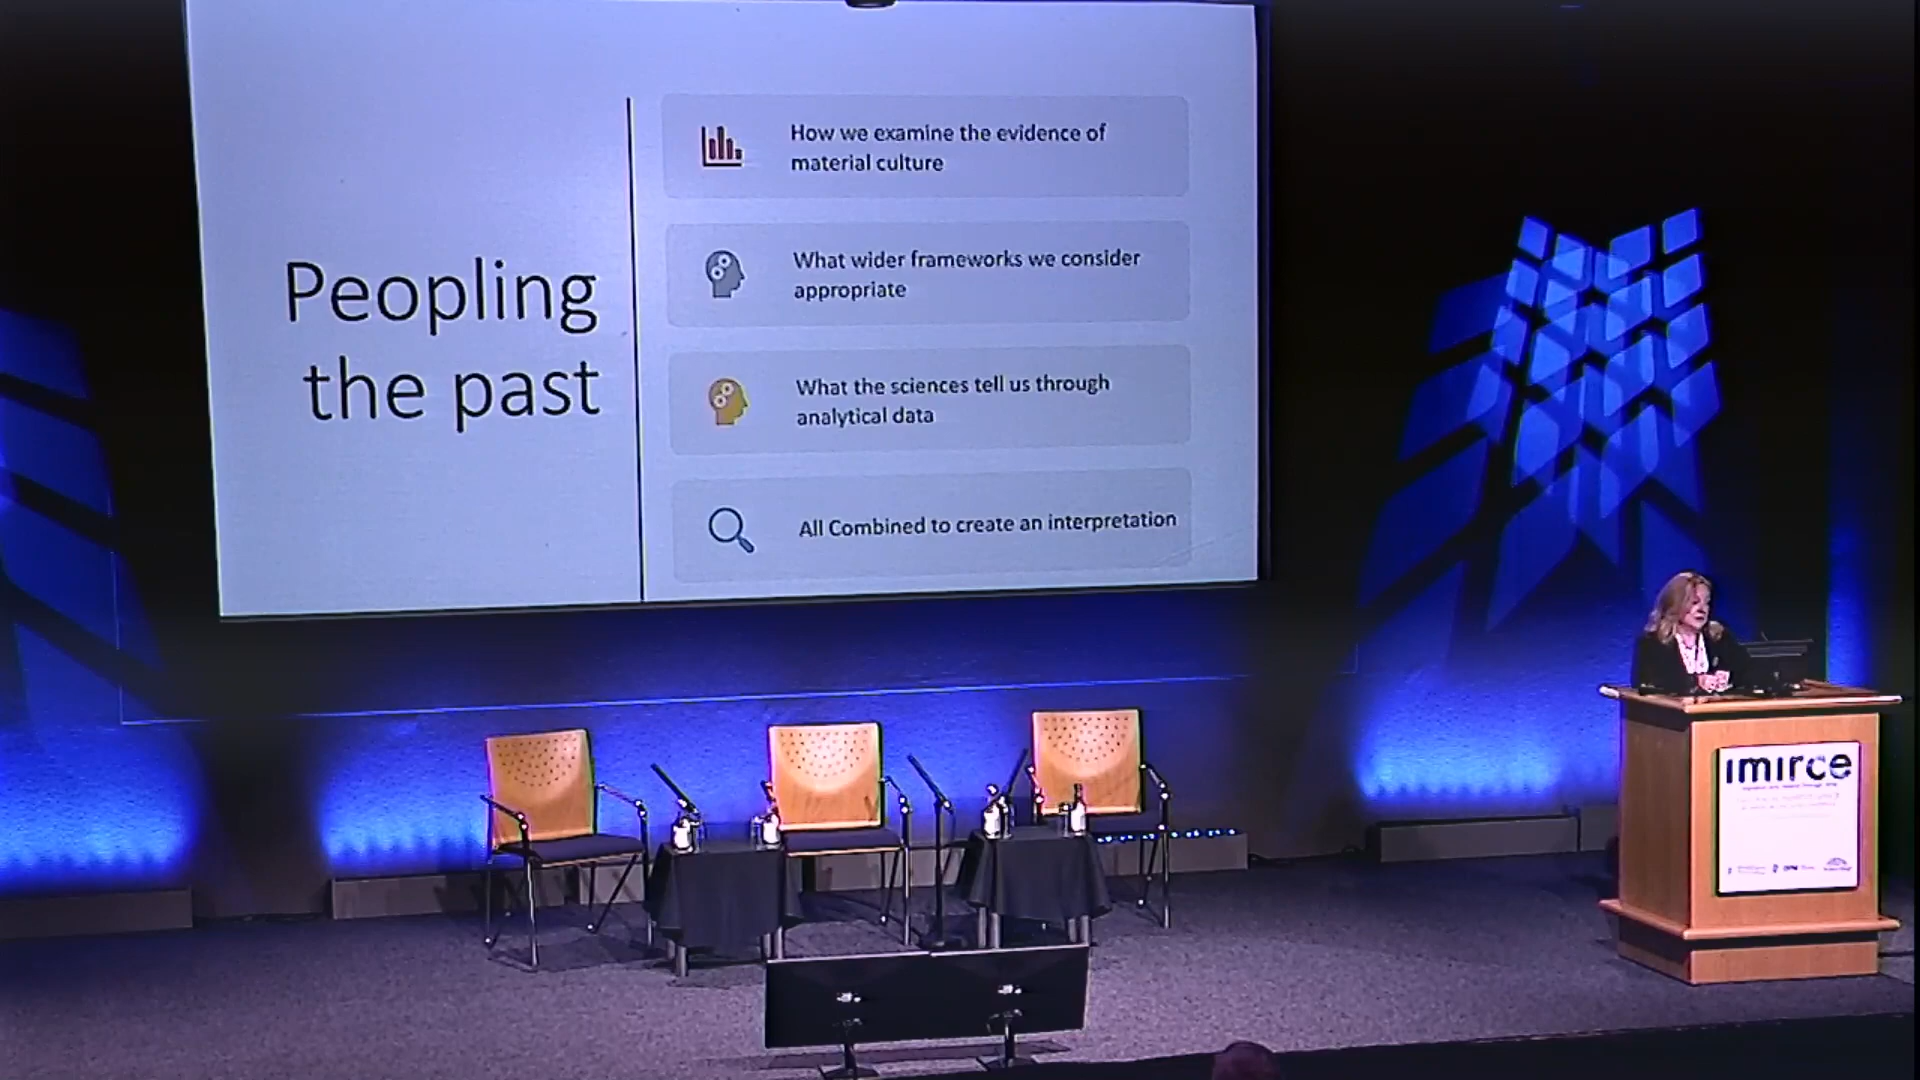 Peopling
the past
How we examine the evidence of
material culture
What wider frameworks we consider
appropriate
What the sciences tell us through
analytical data
All Combined to create an interpretation
imirce